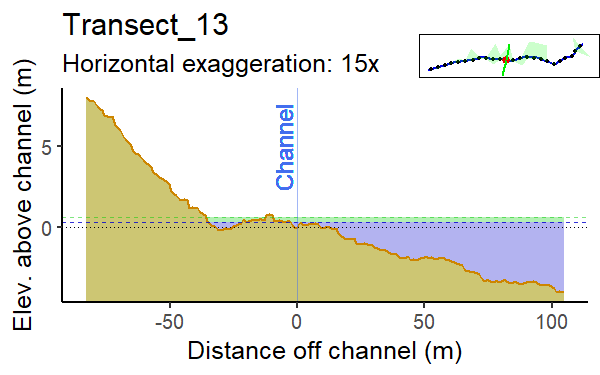 Transect_13
Horizontal exaggeration: 15x
Elev. above channel (m)
Channel
5
0
-50
0
50
100
Distance off channel (m)